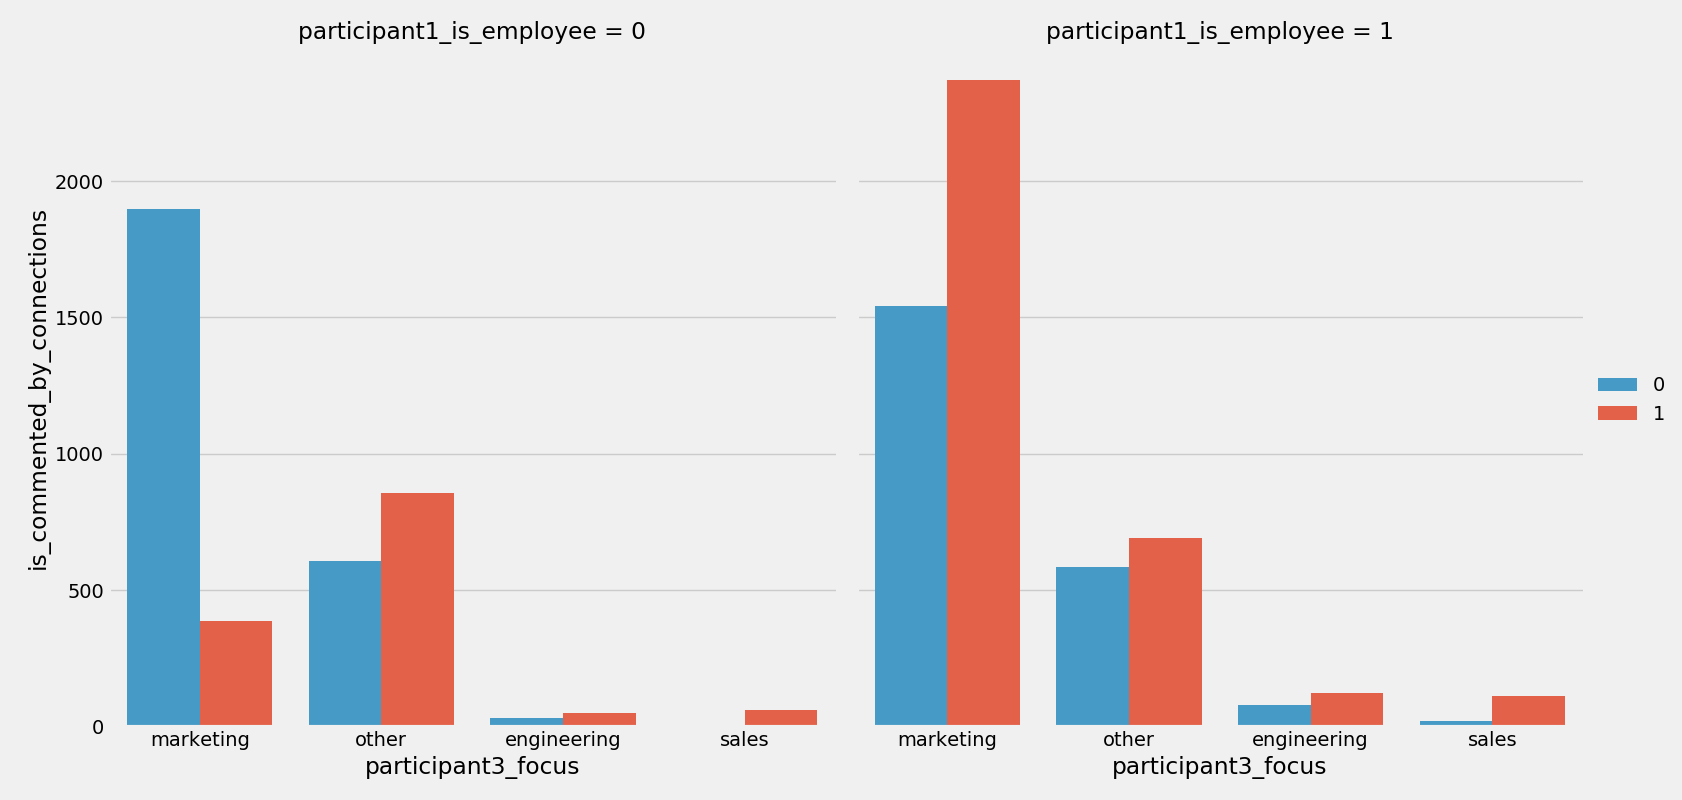 participant1_is_employee = 0
participant1_is_employee = 1
is_commented_by_connections
2000
1500
1000
500
0
marketing other engineering sales
marketing other engineering sales
participant3_focus
participant3_focus
0
1